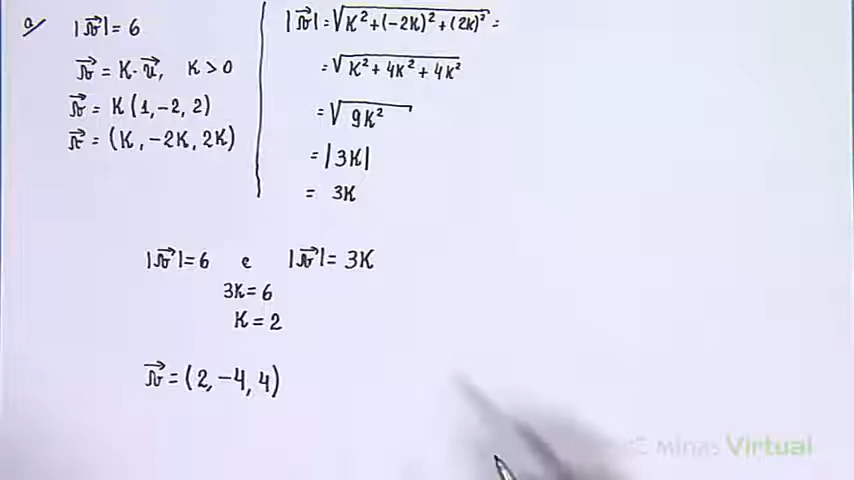 a) |v⃗| = 6
v⃗ = K·u⃗, K > 0
v⃗ = K(1, -2, 2)
v⃗ = (K, -2K, 2K)
|v⃗| = √(K² + (-2K)² + (2K)²) =
= √(K² + 4K² + 4K²)
= √(9K²)
= |3K|
= 3K
|v⃗| = 6 e |v⃗| = 3K
3K = 6
K = 2
v⃗ = (2, -4, 4)
Minas Virtual